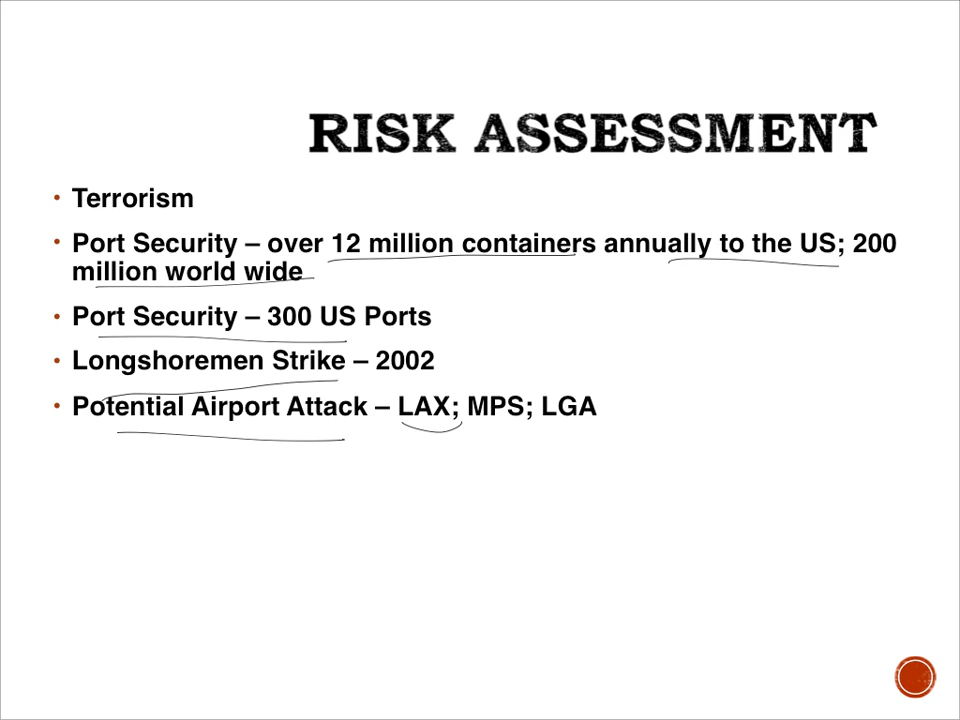 RISK ASSESSMENT
• Terrorism
• Port Security – over 12 million containers annually to the US; 200
million world wide
• Port Security – 300 US Ports
• Longshoremen Strike – 2002
• Potential Airport Attack – LAX; MPS; LGA